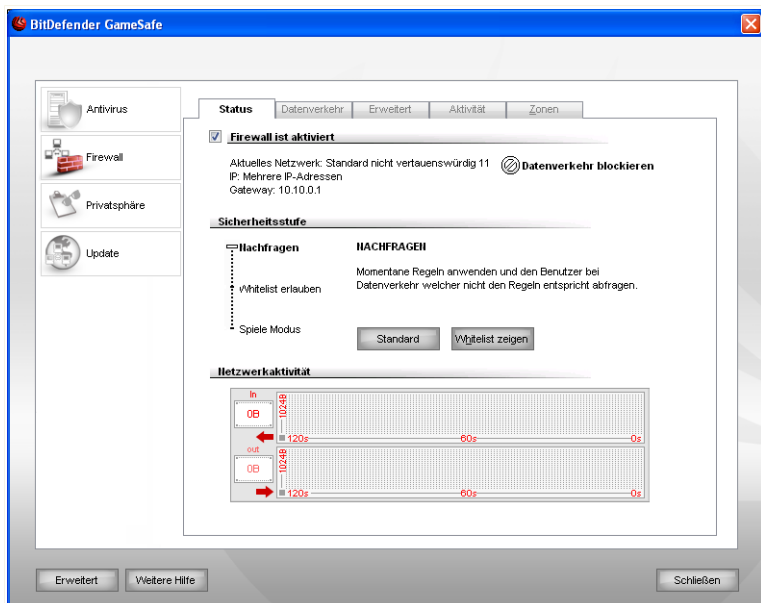 BitDefender GameSafe
Antivirus
Firewall
Privatsphäre
Update
Status
Datenverkehr
Erweitert
Aktivität
Zonen
Firewall ist aktiviert
Aktuelles Netzwerk: Standard nicht vertauenswürdig 11
IP: Mehrere IP-Adressen
Gateway: 10.10.0.1
Datenverkehr blockieren
Sicherheitsstufe
Nachfragen
Whitelist erlauben
Spiele Modus
NACHFRAGEN
Momentane Regeln anwenden und den Benutzer bei
Datenverkehr welcher nicht den Regeln entspricht abfragen.
Standard
Whitelist zeigen
Netzwerkaktivität
In
0B
1024B
120s
60s
0s
out
0B
1024B
120s
60s
0s
Erweitert
Weitere Hilfe
Schließen